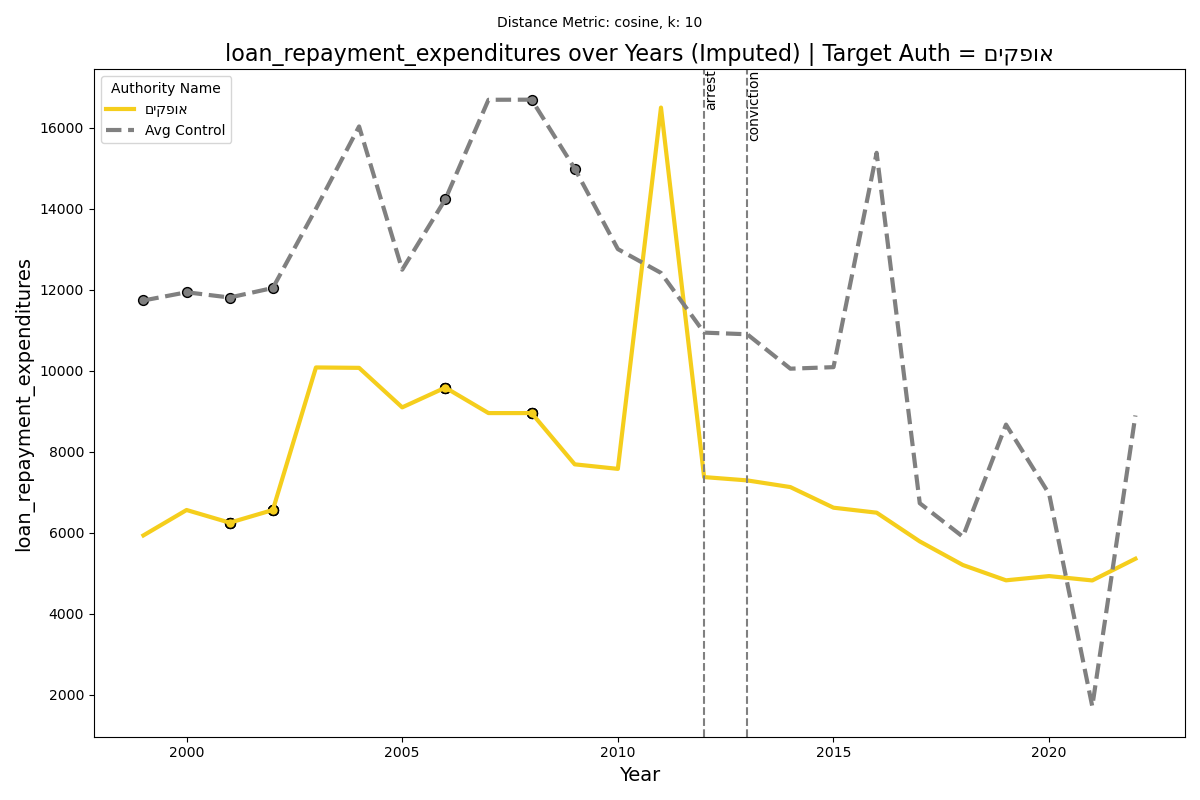 Distance Metric: cosine, k: 10
loan_repayment_expenditures over Years (Imputed) | Target Auth = אופקים
Authority Name
אופקים
Avg Control
arrest
conviction
loan_repayment_expenditures
16000
14000
12000
10000
8000
6000
4000
2000
2000
2005
2010
2015
2020
Year